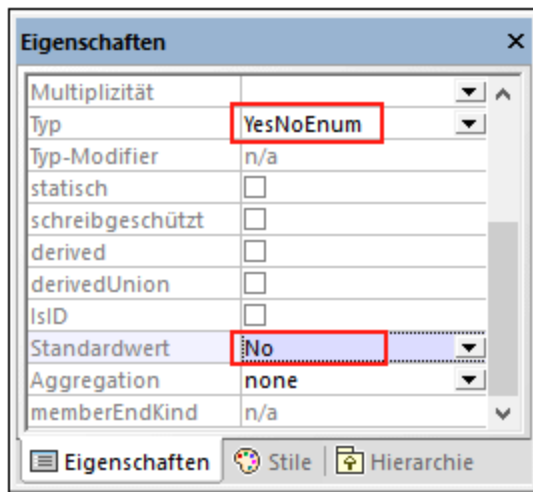 Eigenschaften
Multiplizität
Typ YesNoEnum
Typ-Modifier n/a
statisch
schreibgeschützt
derived
derivedUnion
IsID
Standardwert No
Aggregation none
memberEndKind n/a
Eigenschaften Stile Hierarchie